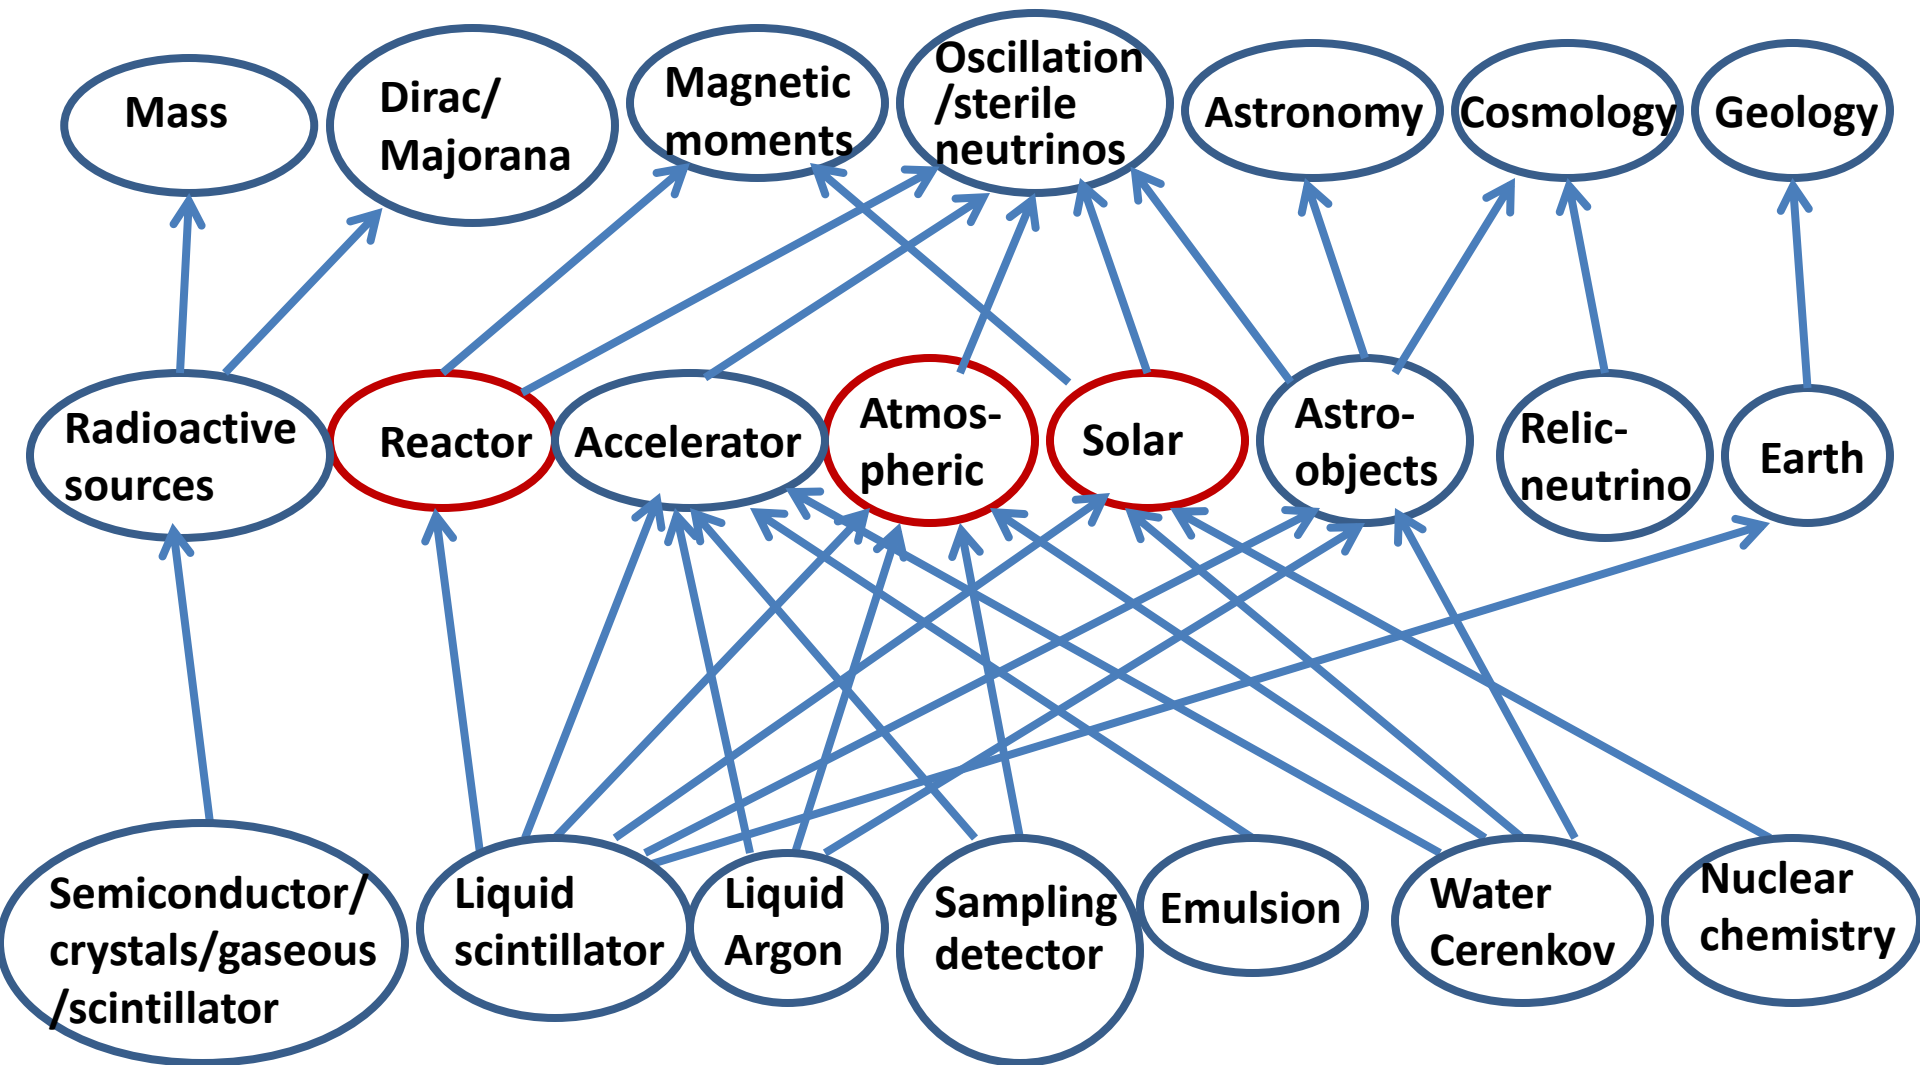 Mass
Dirac/
Majorana
Magnetic
moments
Oscillation
/sterile
neutrinos
Astronomy
Cosmology
Geology
Radioactive
sources
Reactor
Accelerator
Atmos-
pheric
Solar
Astro-
objects
Relic-
neutrino
Earth
Semiconductor/
crystals/gaseous
/scintillator
Liquid
scintillator
Liquid
Argon
Sampling
detector
Emulsion
Water
Cerenkov
Nuclear
chemistry